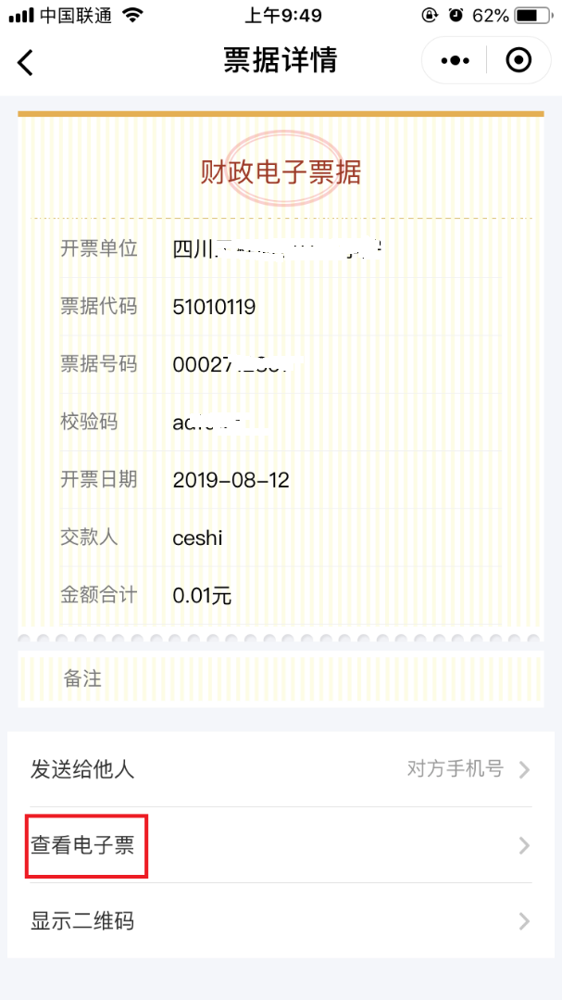 中国联通 上午9:49 62%
票据详情
财政电子票据
开票单位 四川
票据代码 51010119
票据号码 00027
校验码
开票日期 2019-08-12
交款人 ceshi
金额合计 0.01元
备注
发送给他人 对方手机号
查看电子票
显示二维码